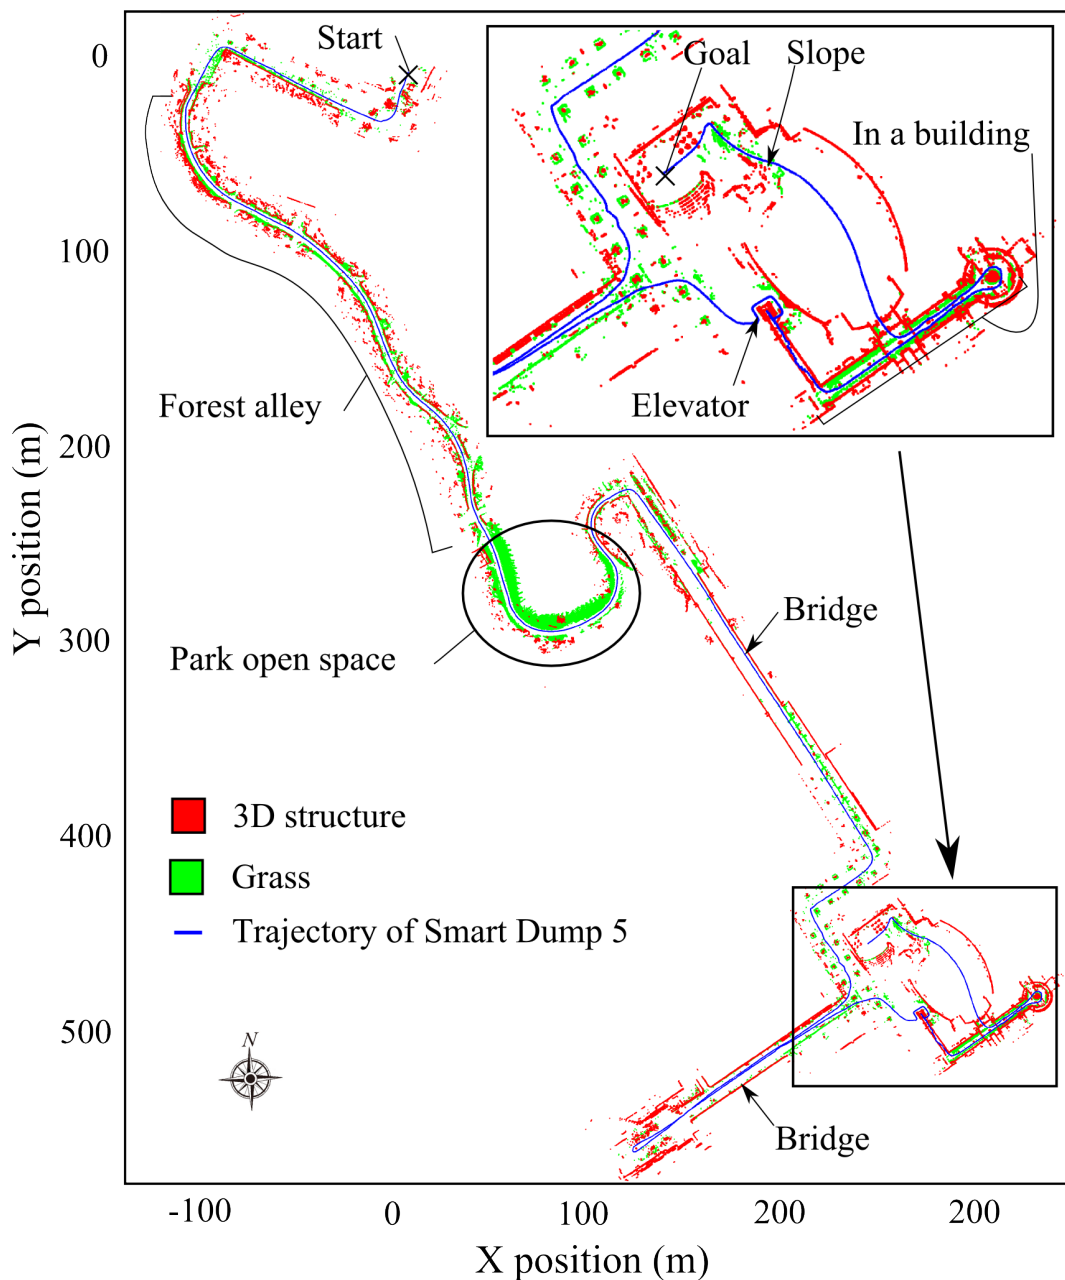 0
Start
Goal
Slope
In a building
100
Forest alley
Elevator
200
Y position (m)
Bridge
300
Park open space
3D structure
400
Grass
Trajectory of Smart Dump 5
500
N
Bridge
-100
0
100
200
200
X position (m)